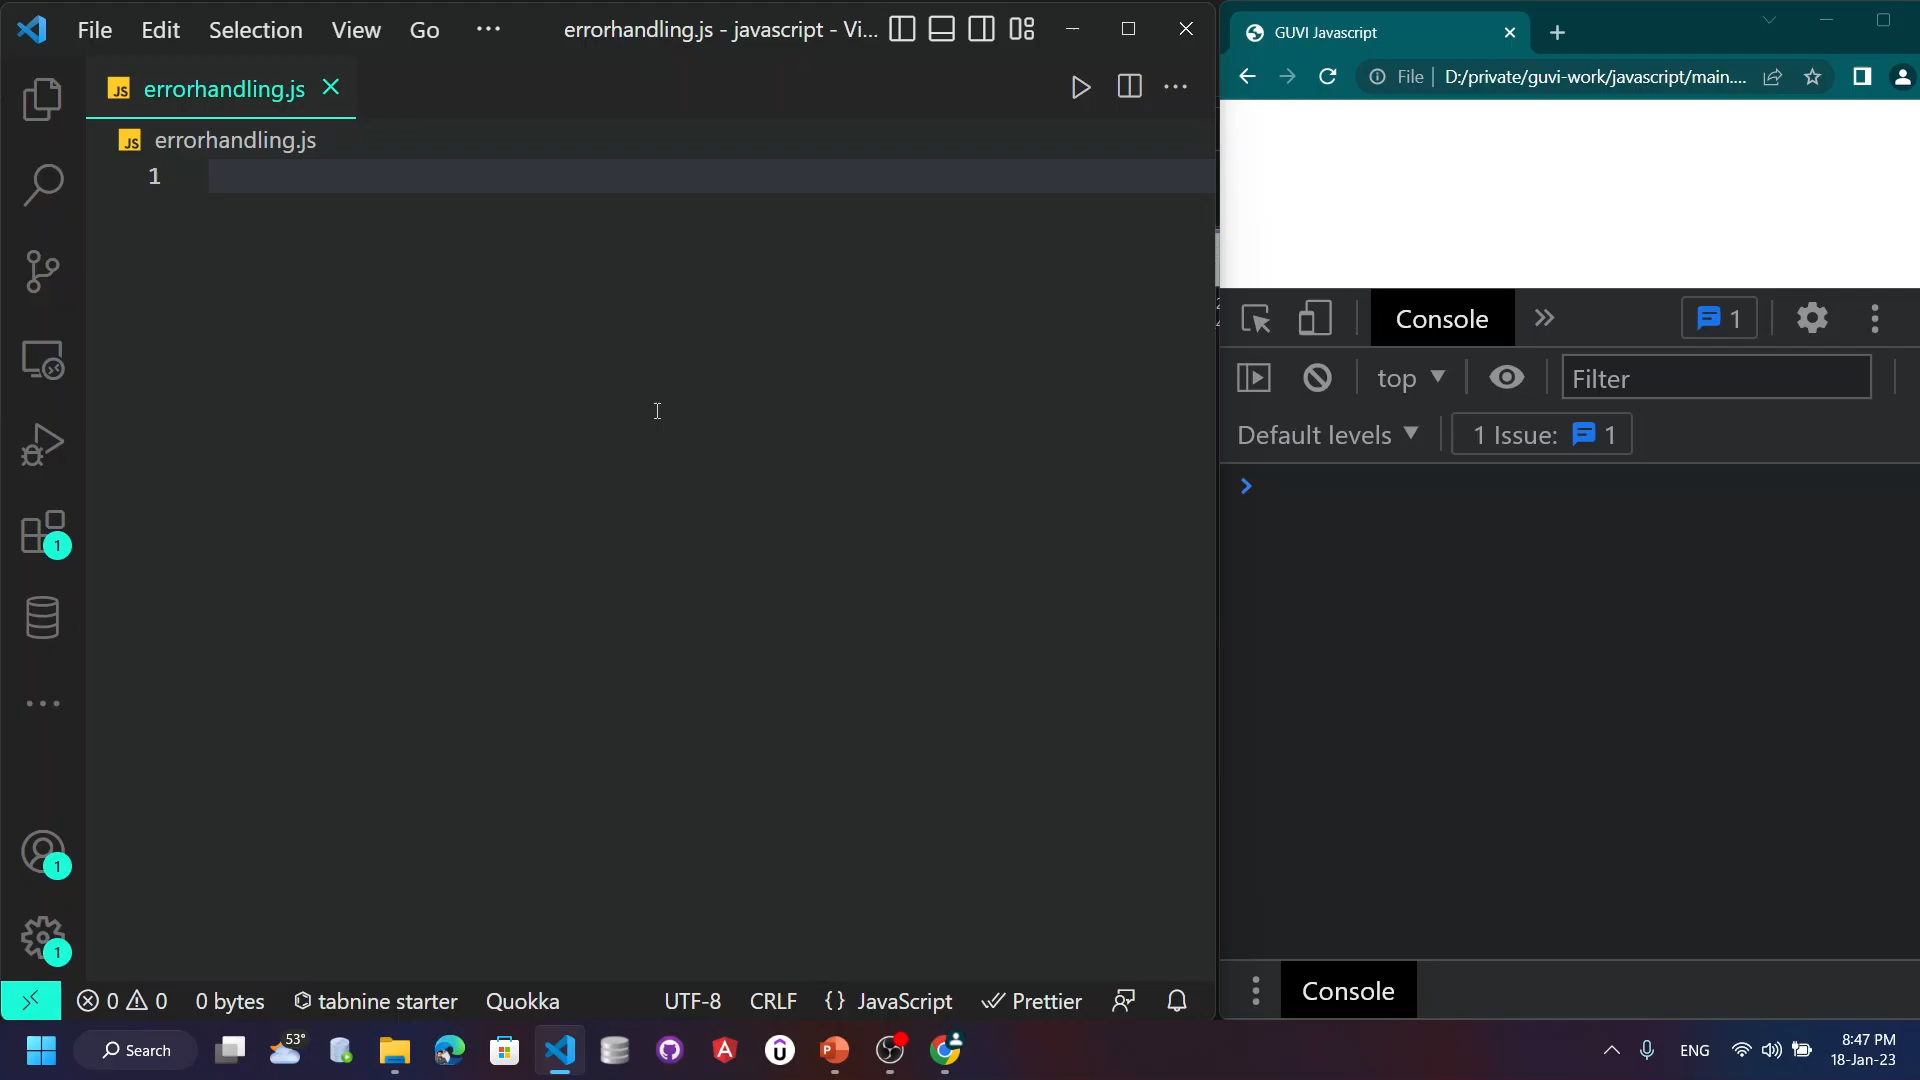 File Edit Selection View Go ··· errorhandling.js - javascript - Vi...
JS errorhandling.js
JS errorhandling.js
1
1
1
1
0 0 0 bytes tabnine starter Quokka UTF-8 CRLF {} JavaScript Prettier
GUVI Javascript
File D:/private/guvi-work/javascript/main....
Console 1
top Filter
Default levels 1 Issue: 1
Console
Search 53° ENG 8:47 PM
18-Jan-23